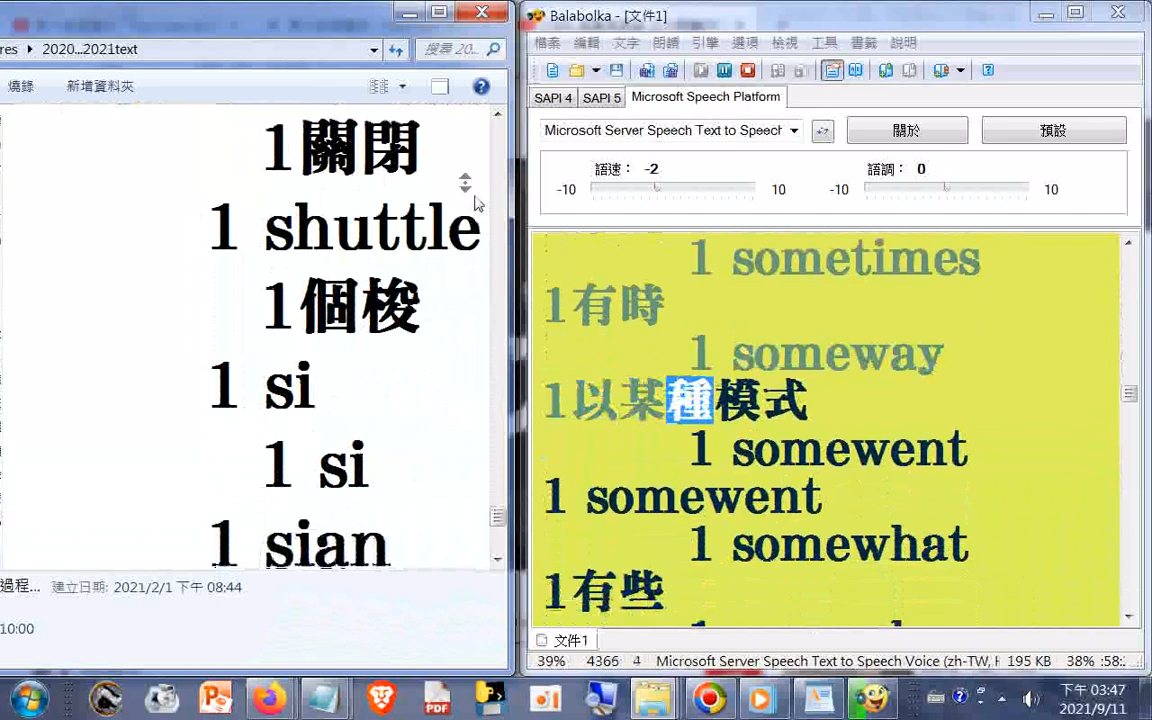 res ▸ 2020...2021text
搜尋 20...
燒錄 新增資料夾
1關閉
1 shuttle
1個梭
1 si
1 si
1 sian
過程... 建立日期: 2021/2/1 下午 08:44
10:00
Balabolka - [文件1]
檔案 編輯 文字 朗讀 引擎 選項 檢視 工具 書籤 說明
SAPI 4 SAPI 5 Microsoft Speech Platform
Microsoft Server Speech Text to Speech 關於 預設
語速: -2 語調: 0
-10 10 -10 10
1 sometimes
1有時
1 someway
1以某種模式
1 somewent
1 somewent
1 somewhat
1有些
文件1
39% 4366 4 Microsoft Server Speech Text to Speech Voice (zh-TW, H 195 KB 38% :58:
PDF
下午 03:47
2021/9/11